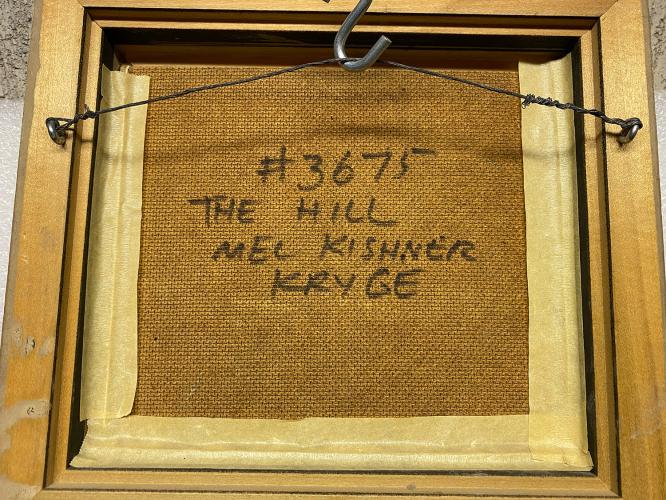 #3675
THE HILL
MEL KISHNER
KRYGE